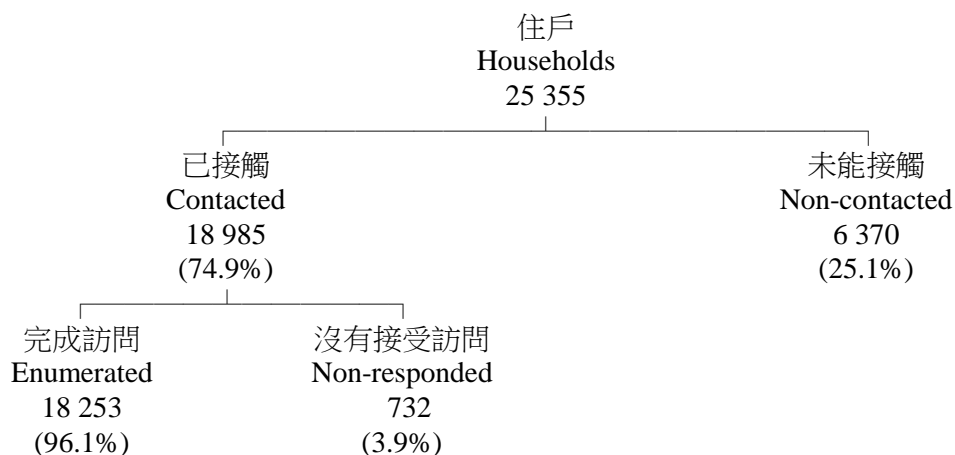 住戶
Households
25 355
已接觸
Contacted
18 985
(74.9%)
未能接觸
Non-contacted
6 370
(25.1%)
完成訪問
Enumerated
18 253
(96.1%)
沒有接受訪問
Non-responded
732
(3.9%)